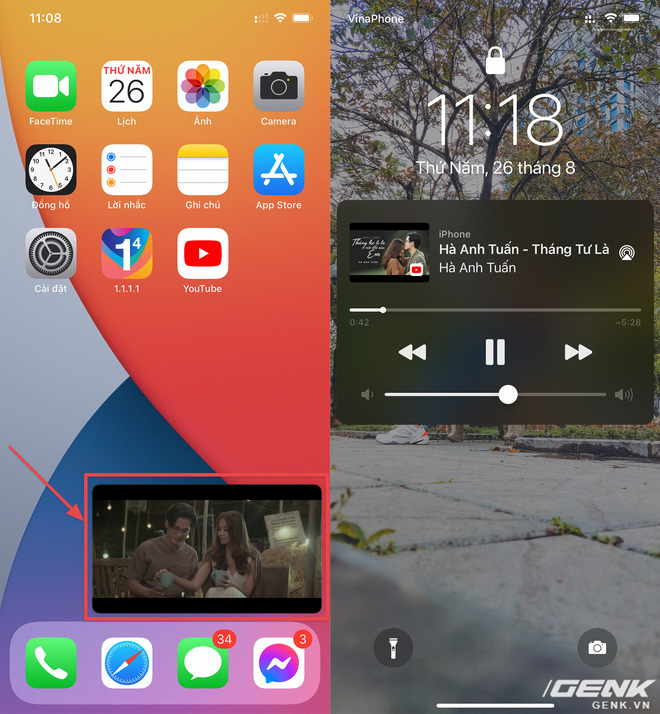 11:08
THỨ NĂM
26
FaceTime
Lịch
Ảnh
Camera
Đồng hồ
Lời nhắc
Ghi chú
App Store
1⁴
Cài đặt
1.1.1.1
YouTube
34
3
VinaPhone
11:18
Thứ Năm, 26 tháng 8
iPhone
Hà Anh Tuấn - Tháng Tư Là
Hà Anh Tuấn
0:42
-5:28
GENK
GENK.VN